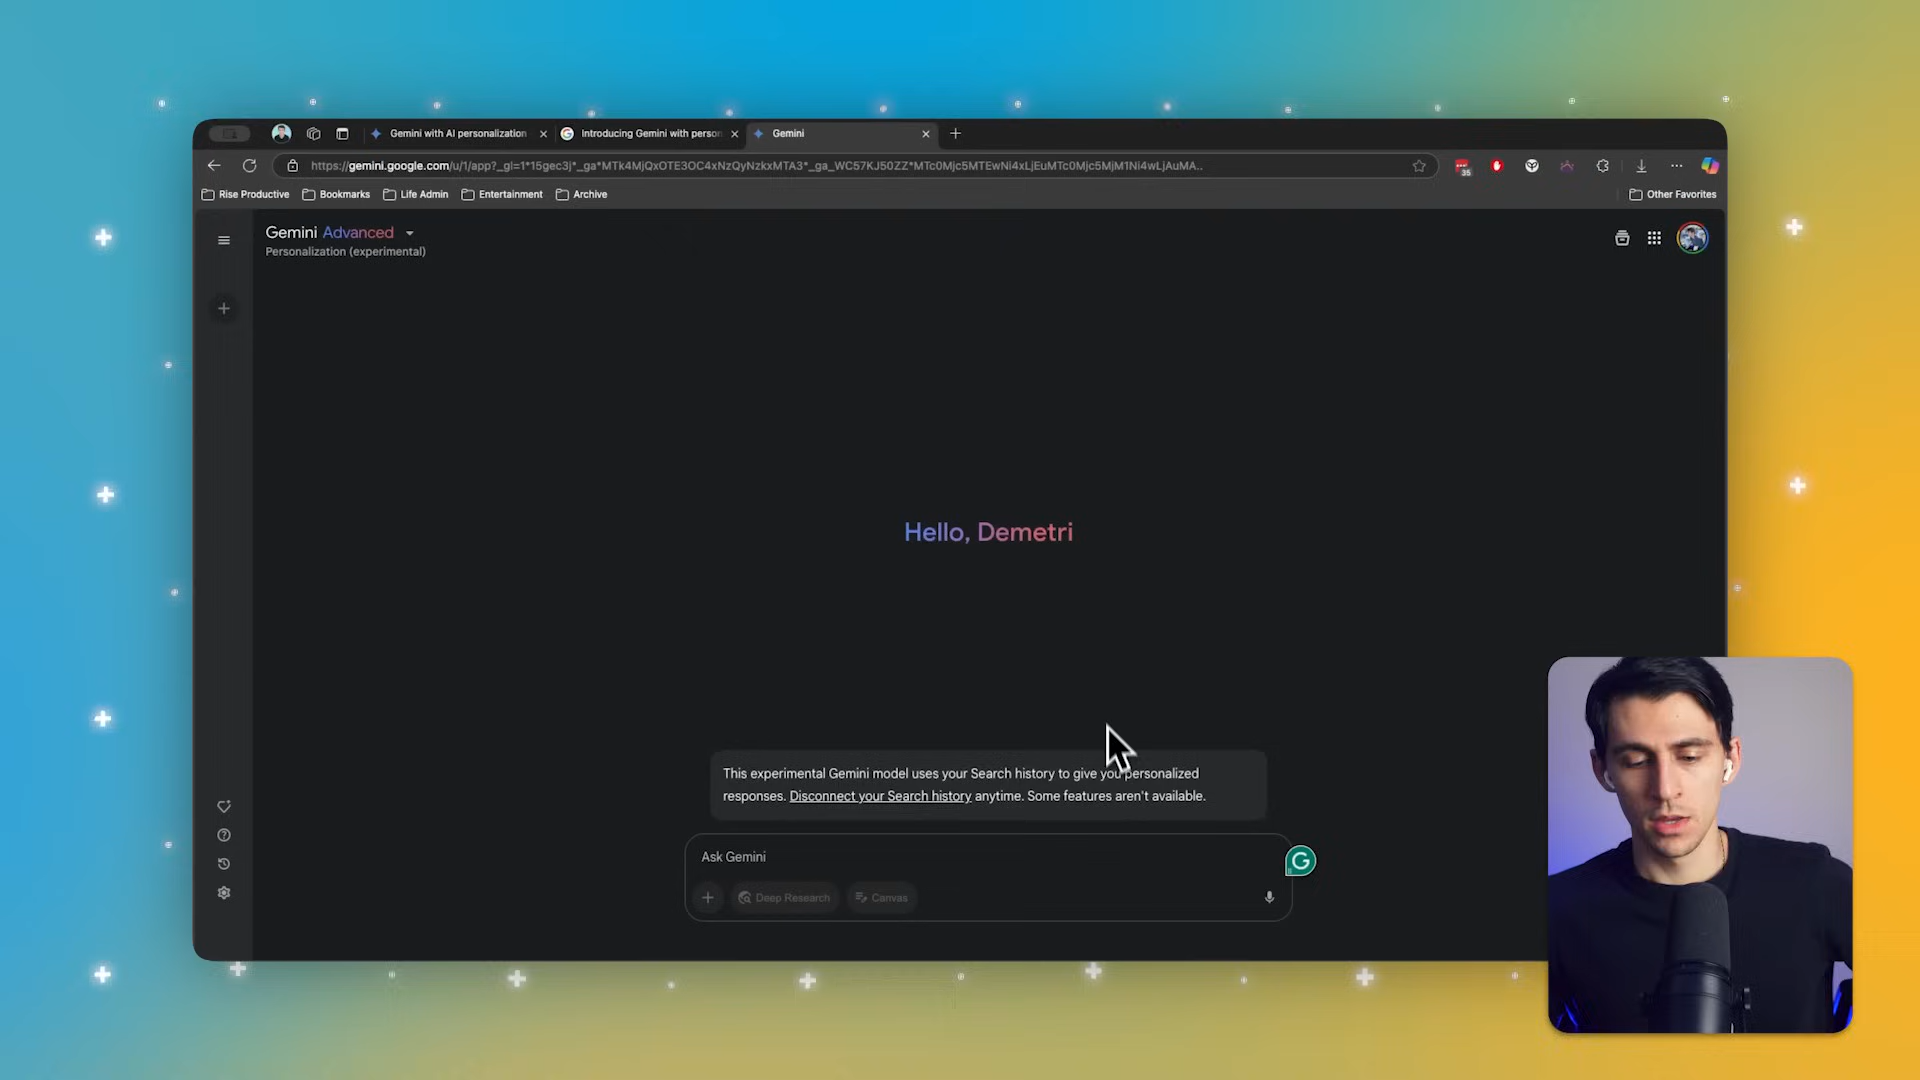 Gemini with AI personalization
Introducing Gemini with person
Gemini
https://gemini.google.com/u/1/app?_gl=1*15gec3j*_ga*MTk4MjQxOTE3OC4xNzQyNzkxMTA3*_ga_WC57KJ50ZZ*MTc0Mjc5MTEwNi4xLjEuMTc0Mjc5MjM1Ni4wLjAuMA..
35
Rise Productive
Bookmarks
Life Admin
Entertainment
Archive
Other Favorites
Gemini Advanced
Personalization (experimental)
Hello, Demetri
This experimental Gemini model uses your Search history to give you personalized
responses. Disconnect your Search history anytime. Some features aren't available.
Ask Gemini
G
Deep Research
Canvas